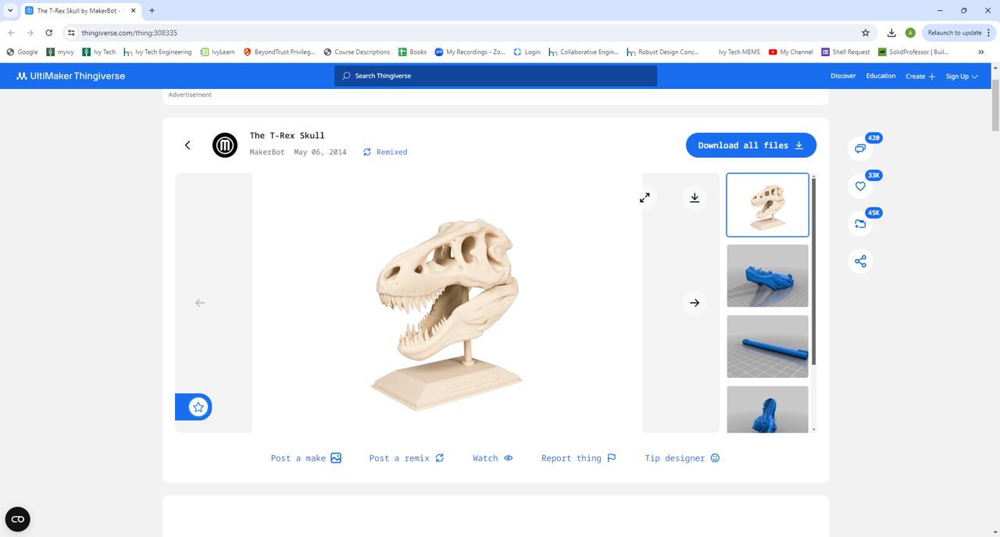 The T-Rex Skull by MakerBot -
thingiverse.com/thing:308335
A
Relaunch to update
Google
myivy
Ivy Tech
Ivy Tech Engineering
IvyLearn
BeyondTrust Privileg...
Course Descriptions
Books
My Recordings - Zo...
Login
Collaborative Engin...
Robust Design Conc...
Ivy Tech MEMS
My Channel
Shell Request
SolidProfessor | Buil...
UltiMaker Thingiverse
Search Thingiverse
Discover
Education
Create
Sign Up
Advertisement
The T-Rex Skull
MakerBot May 06, 2014 Remixed
Download all files
420
33K
45K
Post a make
Post a remix
Watch
Report thing
Tip designer